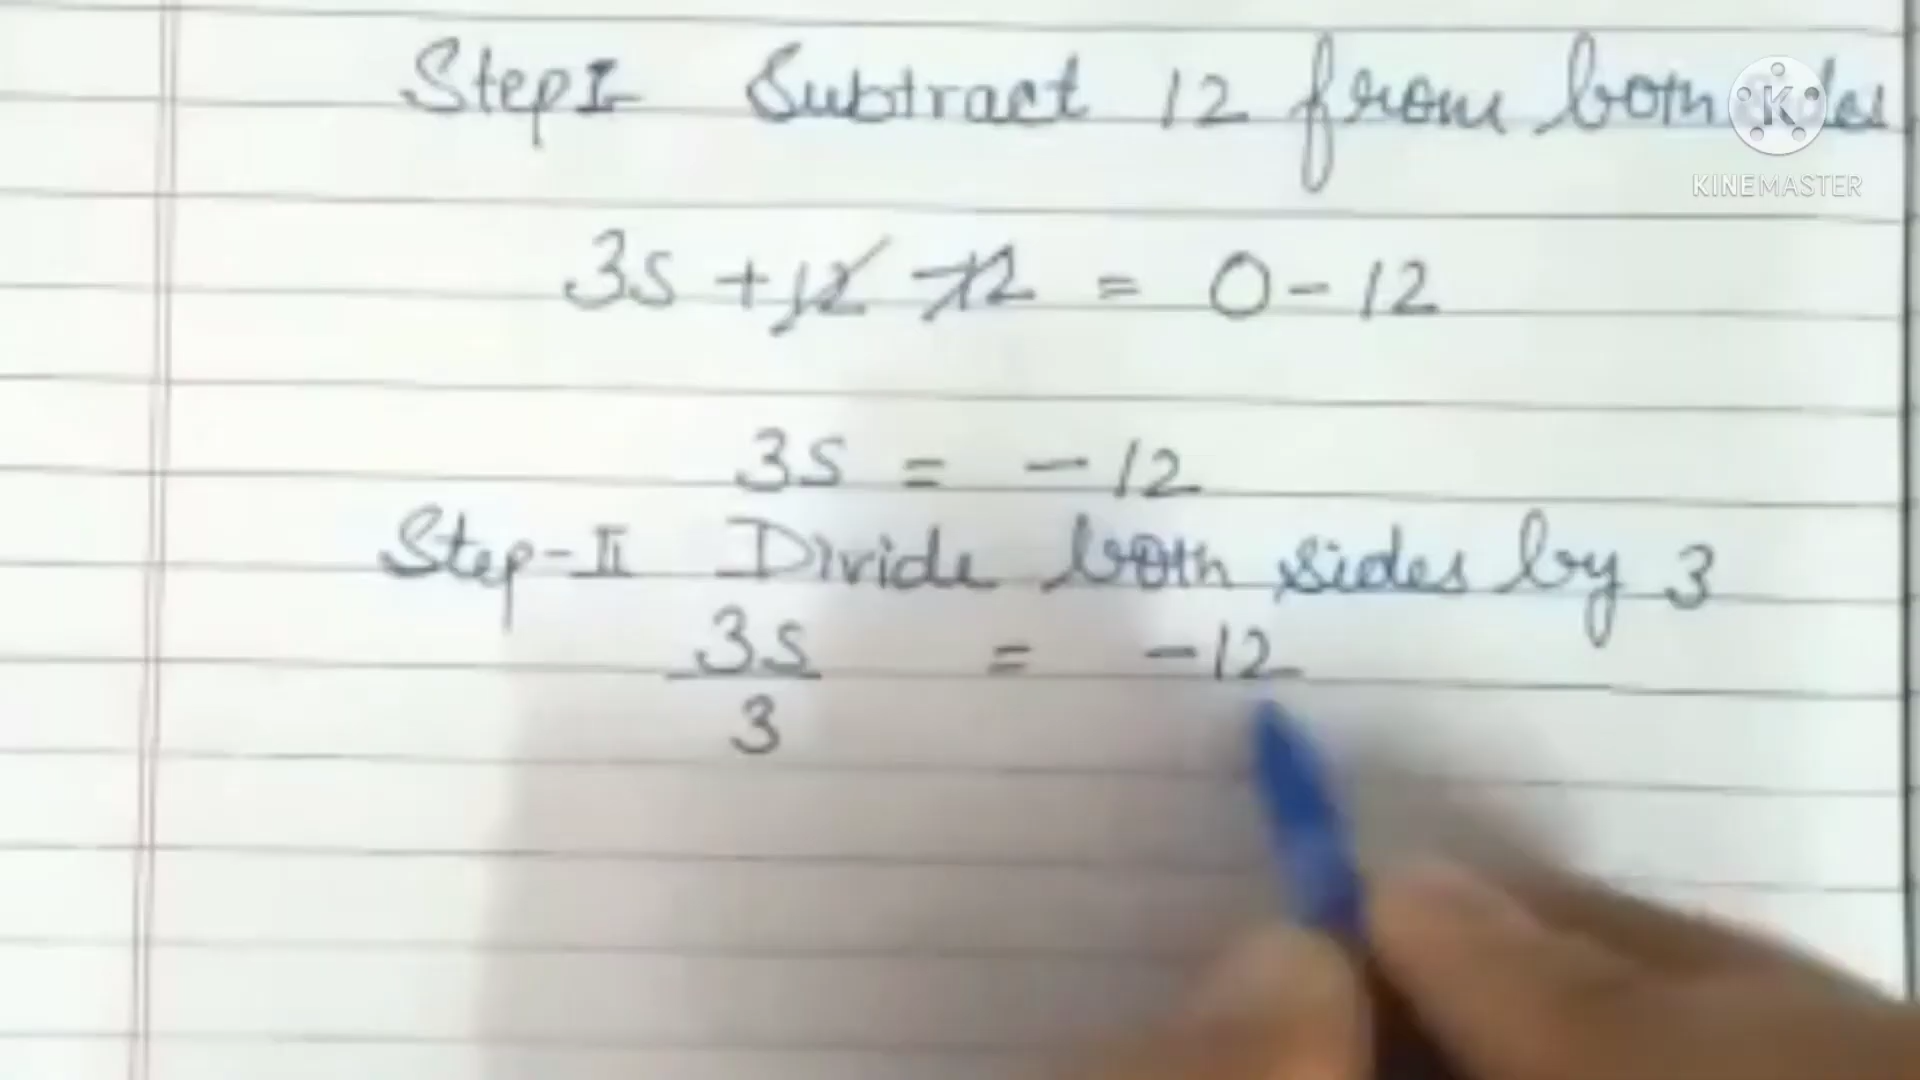 Step I Subtract 12 from both sides
KINEMASTER
3s + 12 - 12 = 0 - 12
3s = - 12
Step-II Divide both sides by 3
3s = -12
3